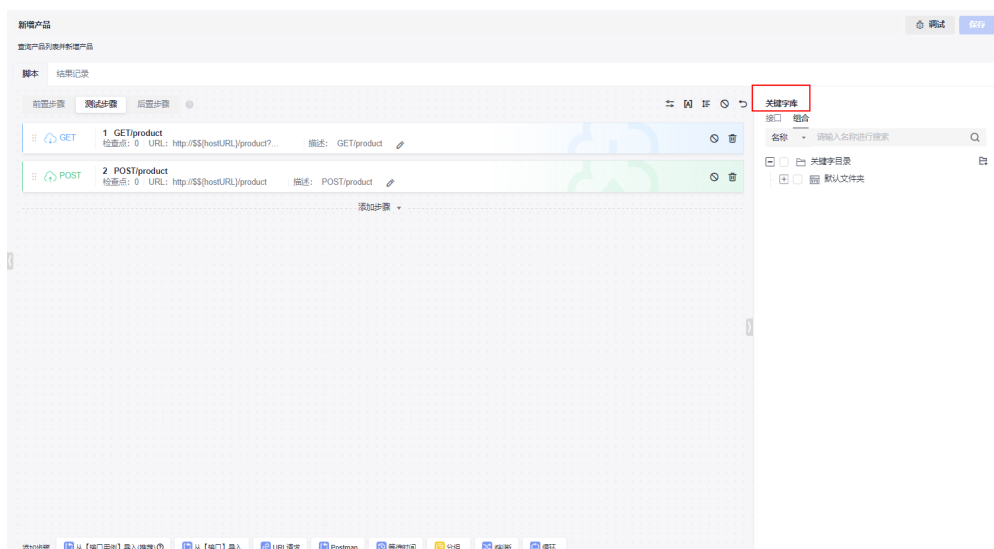 新增产品
调试 保存
查询产品列表并新增产品
脚本 结果记录
前置步骤 测试步骤 后置步骤
关键字库
接口 组合
GET
1 GET/product
检查点: 0 URL: http://$${hostURL}/product?... 描述: GET/product
名称 请输入名称进行搜索
关键字目录
默认文件夹
POST
2 POST/product
检查点: 0 URL: http://$${hostURL}/product 描述: POST/product
添加步骤
添加步骤 从【接口用例】导入(推荐) 从【接口】导入 URL请求 Postman 等待时间 分组 if判断 循环